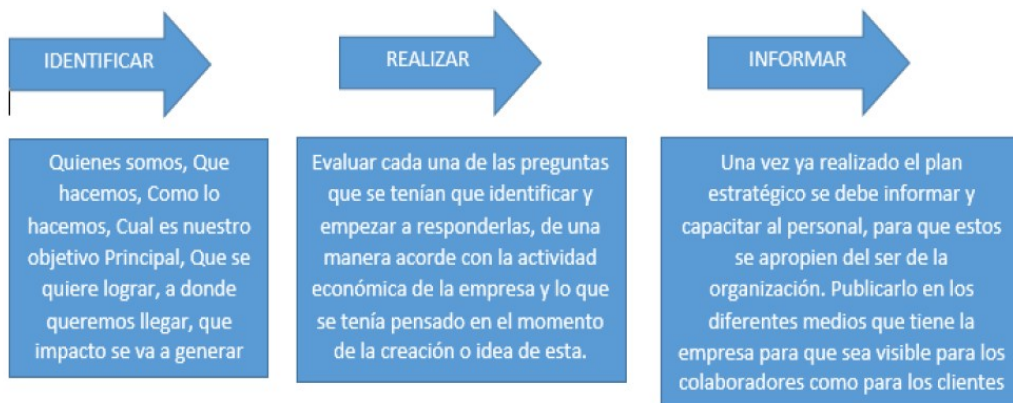 IDENTIFICAR
Quienes somos, Que
hacemos, Como lo
hacemos, Cual es nuestro
objetivo Principal, Que se
quiere lograr, a donde
queremos llegar, que
impacto se va a generar
REALIZAR
Evaluar cada una de las preguntas
que se tenían que identificar y
empezar a responderlas, de una
manera acorde con la actividad
económica de la empresa y lo que
se tenía pensado en el momento
de la creación o idea de esta.
INFORMAR
Una vez ya realizado el plan
estratégico se debe informar y
capacitar al personal, para que estos
se apropien del ser de la
organización. Publicarlo en los
diferentes medios que tiene la
empresa para que sea visible para los
colaboradores como para los clientes